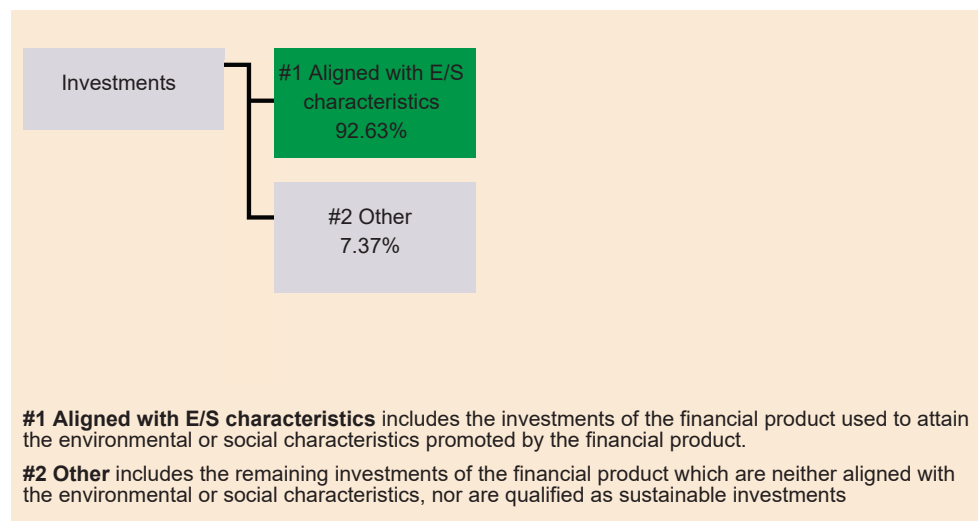 Investments
#1 Aligned with E/S
characteristics
92.63%
#2 Other
7.37%
#1 Aligned with E/S characteristics includes the investments of the financial product used to attain
the environmental or social characteristics promoted by the financial product.
#2 Other includes the remaining investments of the financial product which are neither aligned with
the environmental or social characteristics, nor are qualified as sustainable investments